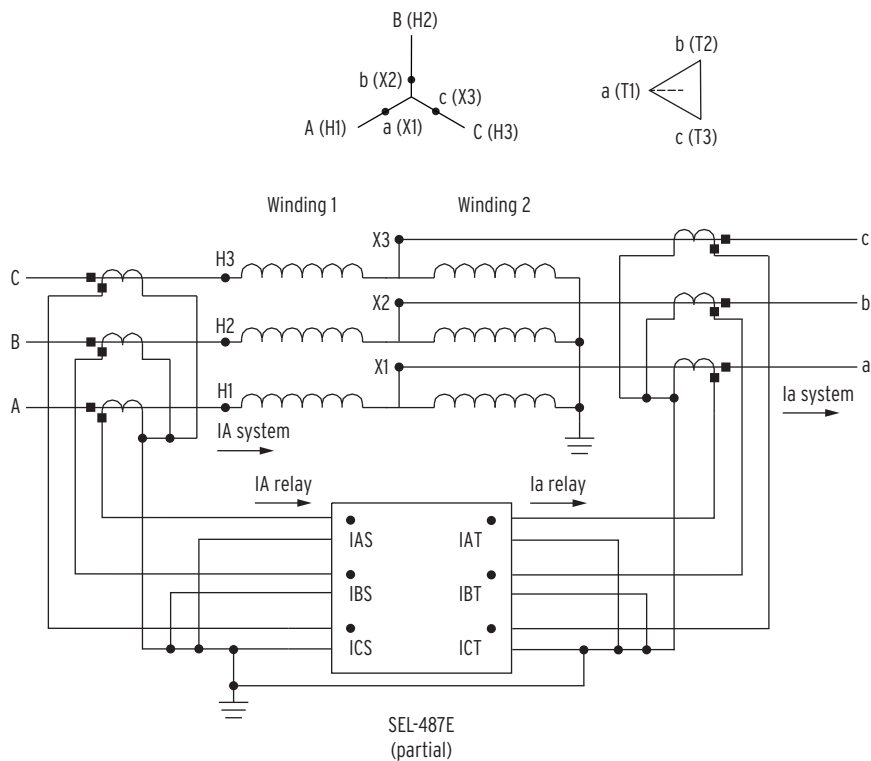 B (H2)
b (X2)
c (X3)
A (H1)
a (X1)
C (H3)
b (T2)
a (T1)
c (T3)
Winding 1
Winding 2
X3
c
H3
C
X2
b
H2
B
X1
a
H1
A
IA system
Ia system
IA relay
Ia relay
IAS
IAT
IBS
IBT
ICS
ICT
SEL-487E
(partial)